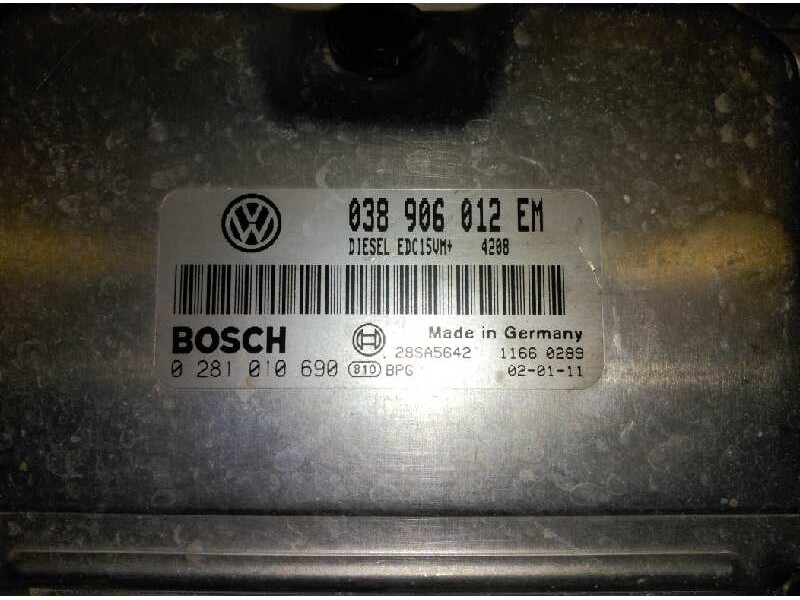 VW
038 906 012 EM
DIESEL EDC15VM+ 4208
BOSCH
Made in Germany
28SA5642 1166 0289
0 281 010 690 810 BPG 02-01-11